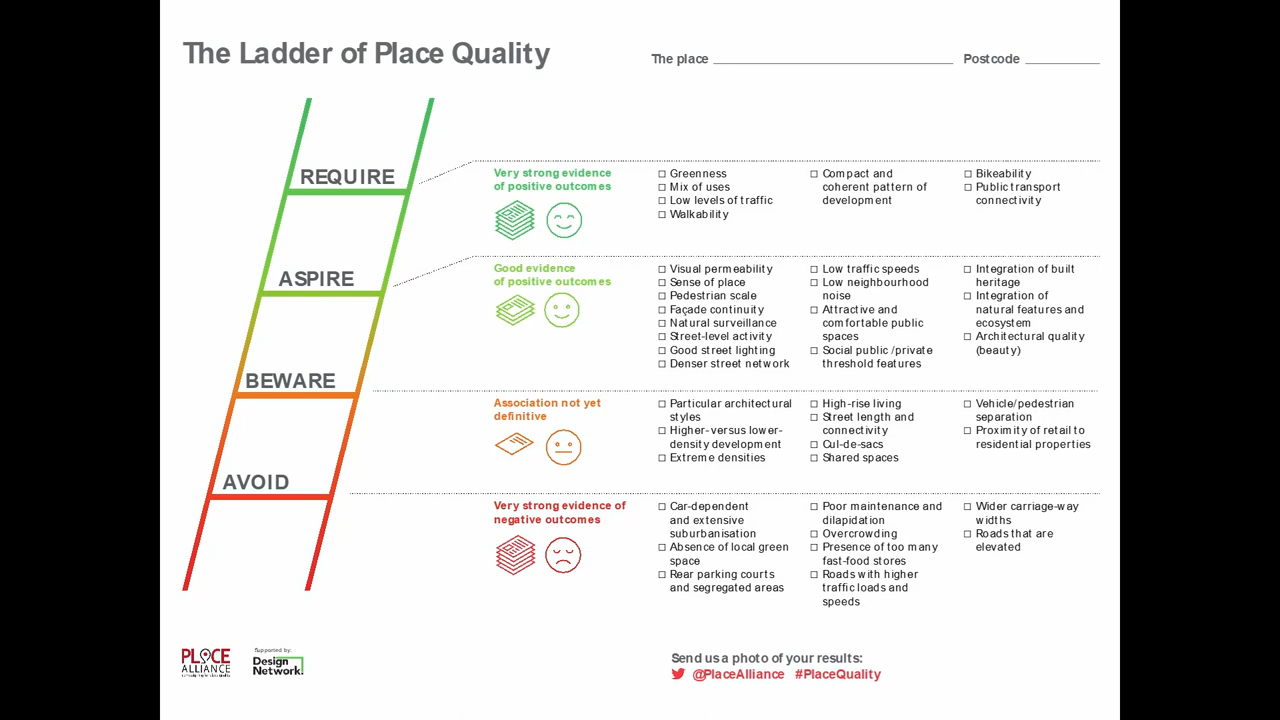 The Ladder of Place Quality
The place
Postcode
REQUIRE
Very strong evidence
of positive outcomes
☐ Greenness
☐ Mix of uses
☐ Low levels of traffic
☐ Walkability
☐ Compact and
coherent pattern of
development
☐ Bikeability
☐ Public transport
connectivity
ASPIRE
Good evidence
of positive outcomes
☐ Visual permeability
☐ Sense of place
☐ Pedestrian scale
☐ Façade continuity
☐ Natural surveillance
☐ Street-level activity
☐ Good street lighting
☐ Denser street network
☐ Low traffic speeds
☐ Low neighbourhood
noise
☐ Attractive and
comfortable public
spaces
☐ Social public /private
threshold features
☐ Integration of built
heritage
☐ Integration of
natural features and
ecosystem
☐ Architectural quality
(beauty)
BEWARE
Association not yet
definitive
☐ Particular architectural
styles
☐ Higher- versus lower-
density development
☐ Extreme densities
☐ High-rise living
☐ Street length and
connectivity
☐ Cul-de-sacs
☐ Shared spaces
☐ Vehicle/pedestrian
separation
☐ Proximity of retail to
residential properties
AVOID
Very strong evidence of
negative outcomes
☐ Car-dependent
and extensive
suburbanisation
☐ Absence of local green
space
☐ Rear parking courts
and segregated areas
☐ Poor maintenance and
dilapidation
☐ Overcrowding
☐ Presence of too many
fast-food stores
☐ Roads with higher
traffic loads and
speeds
☐ Wider carriage-way
widths
☐ Roads that are
elevated
PLACE
ALLIANCE
Supported by:
Design
Network.
Send us a photo of your results:
@PlaceAlliance #PlaceQuality